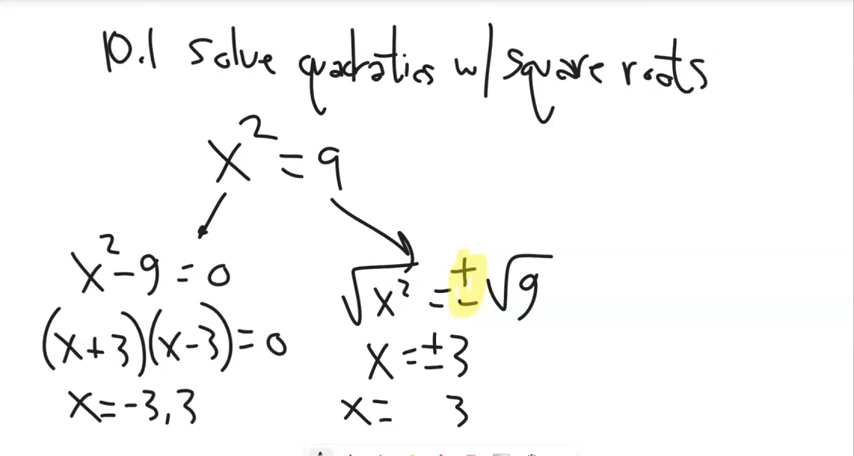 10.1 solve quadratics w/ square roots
x² = 9
x² - 9 = 0
(x+3)(x-3) = 0
x = -3, 3
√x² = ±√9
x = ±3
x = 3